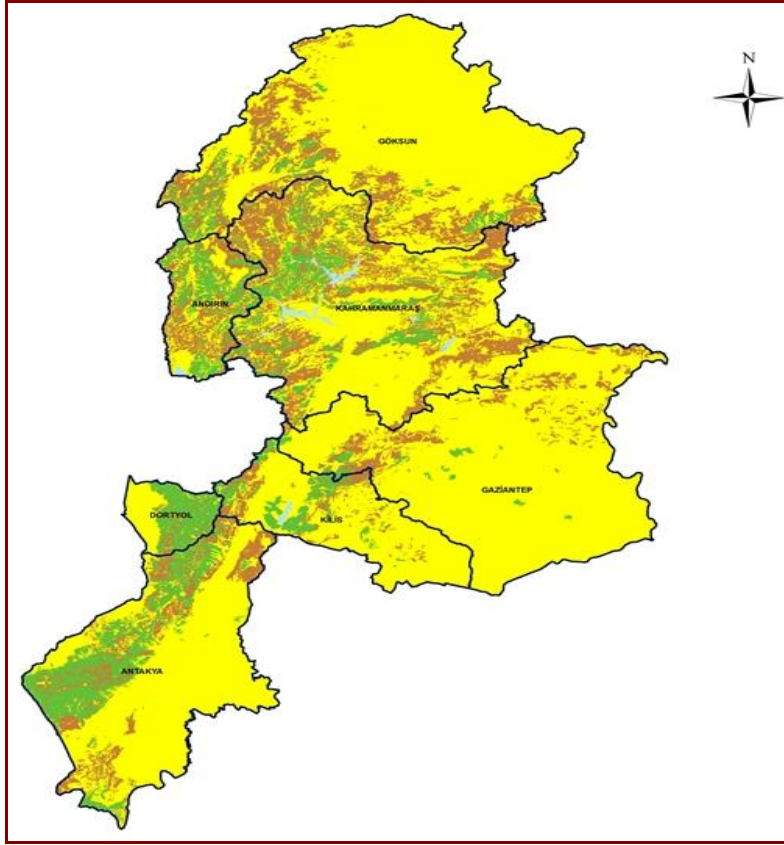 N
GÖKSUN
ANDIRIN
KAHRAMANMARAŞ
GAZİANTEP
DÖRTYOL
KİLİS
ANTAKYA